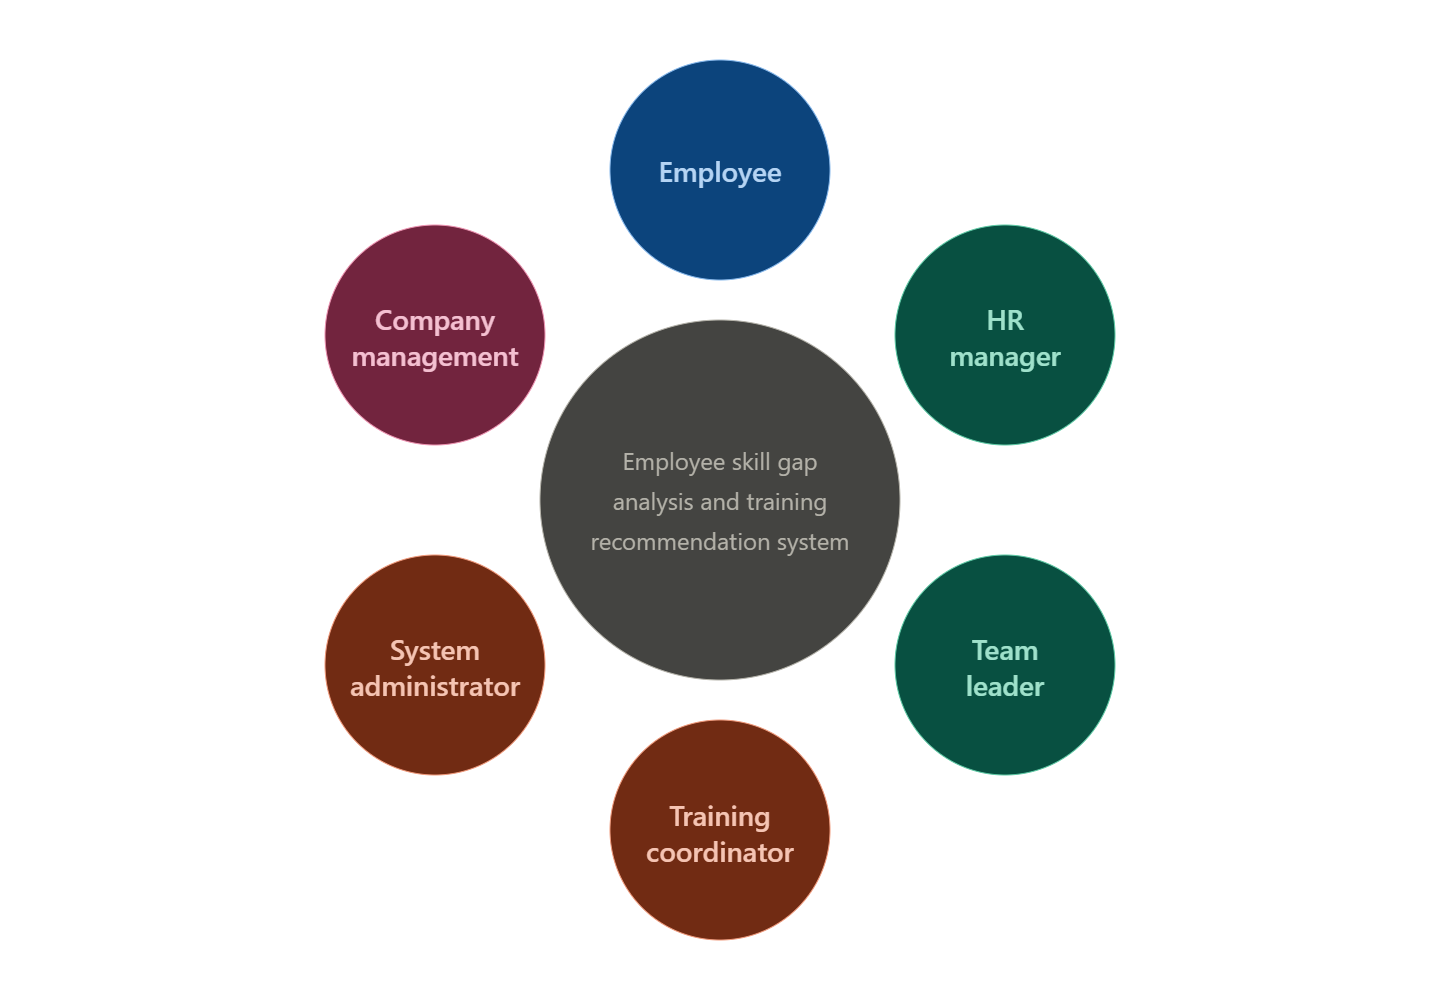 Employee
Company
management
HR
manager
Employee skill gap
analysis and training
recommendation system
System
administrator
Team
leader
Training
coordinator